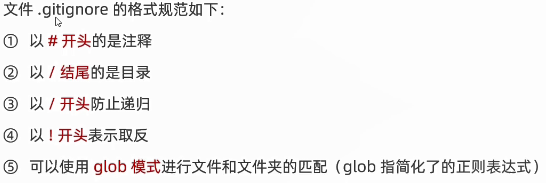 文件 .gitignore 的格式规范如下：
① 以 # 开头的是注释
② 以 / 结尾的是目录
③ 以 / 开头防止递归
④ 以 ! 开头表示取反
⑤ 可以使用 glob 模式进行文件和文件夹的匹配（glob 指简化了的正则表达式）